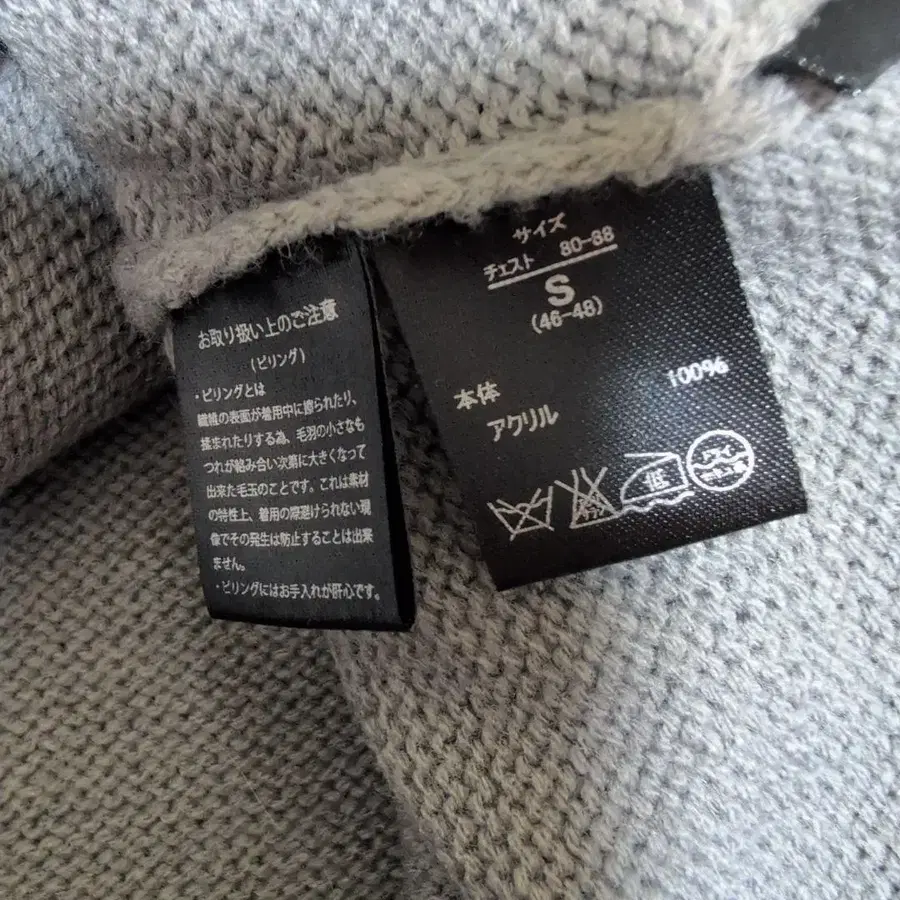 お取り扱い上のご注意
(ピリング)
・ピリングとは
繊維の表面が着用中に擦られたり、
揉まれたりする為、毛羽の小さなも
つれが絡み合い次第に大きくなって
出来た毛玉のことです。これは素材
の特性上、着用の際避けられない現
像でその発生は防止することは出来
ません。
・ピリングにはお手入れが肝心です。
サイズ
チェスト 80-88
S
(46-48)
本体
アクリル
10096
低
ドライ